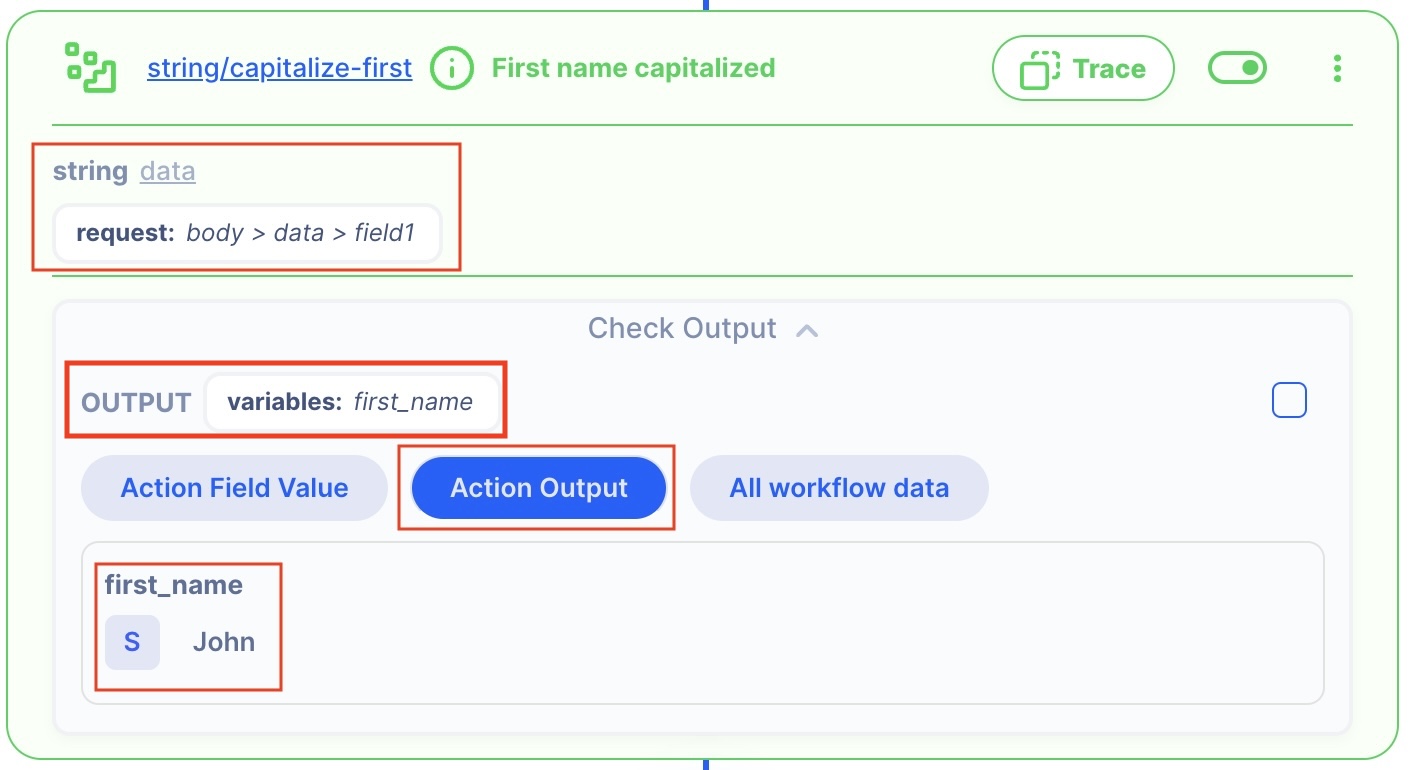 string/capitalize-first i First name capitalized Trace
string data
request: body > data > field1
Check Output
OUTPUT variables: first_name
Action Field Value Action Output All workflow data
first_name
S John